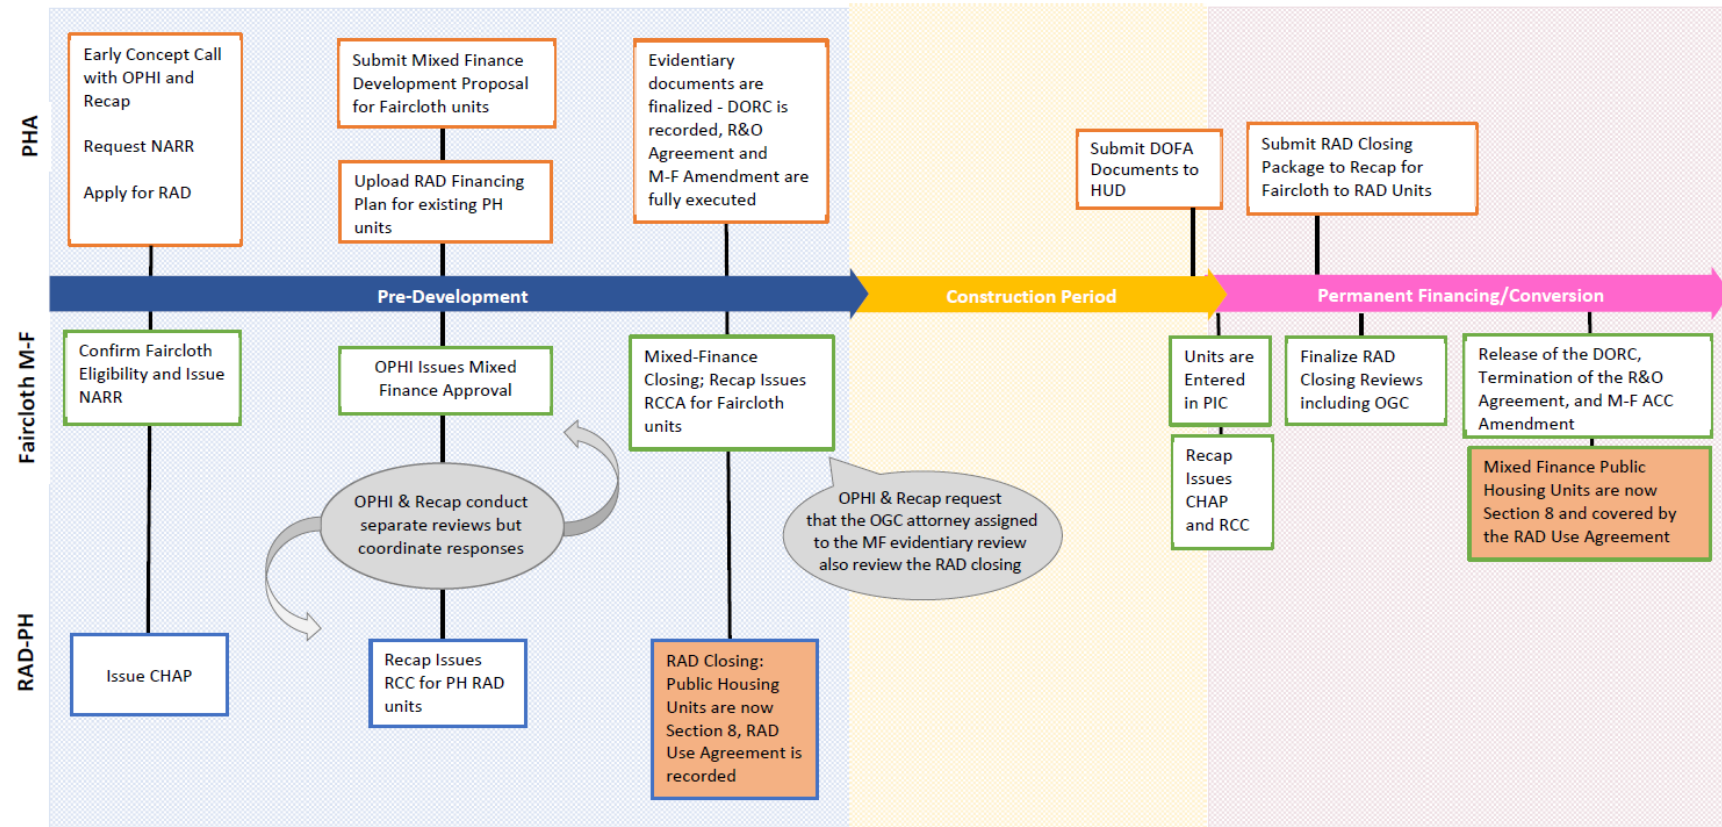 PHA
Early Concept Call
with OPHI and
Recap
Request NARR
Apply for RAD
Submit Mixed Finance
Development Proposal
for Faircloth units
Upload RAD Financing
Plan for existing PH
units
Evidentiary
documents are
finalized - DORC is
recorded, R&O
Agreement and
M-F Amendment are
fully executed
Submit DOFA
Documents to
HUD
Submit RAD Closing
Package to Recap for
Faircloth to RAD Units
Pre-Development
Construction Period
Permanent Financing/Conversion
Faircloth M-F
Confirm Faircloth
Eligibility and Issue
NARR
OPHI Issues Mixed
Finance Approval
Mixed-Finance
Closing; Recap Issues
RCCA for Faircloth
units
Units are
Entered
in PIC
Recap
Issues
CHAP
and RCC
Finalize RAD
Closing Reviews
including OGC
Release of the DORC,
Termination of the R&O
Agreement, and M-F ACC
Amendment
Mixed Finance Public
Housing Units are now
Section 8 and covered by
the RAD Use Agreement
OPHI & Recap conduct
separate reviews but
coordinate responses
OPHI & Recap request
that the OGC attorney assigned
to the MF evidentiary review
also review the RAD closing
RAD-PH
Issue CHAP
Recap Issues
RCC for PH RAD
units
RAD Closing:
Public Housing
Units are now
Section 8, RAD
Use Agreement is
recorded